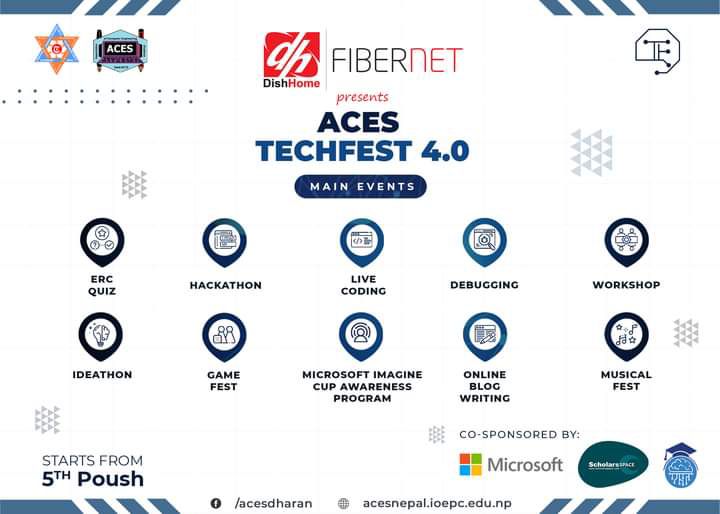 ACES
dh
DishHome
FIBERNET
presents
ACES
TECHFEST 4.0
MAIN EVENTS
ERC
QUIZ
HACKATHON
LIVE
CODING
DEBUGGING
WORKSHOP
IDEATHON
GAME
FEST
MICROSOFT IMAGINE
CUP AWARENESS
PROGRAM
ONLINE
BLOG
WRITING
MUSICAL
FEST
STARTS FROM
5TH Poush
CO-SPONSORED BY:
Microsoft
ScholarsSPACE
/acesdharan
acesnepal.ioepc.edu.np